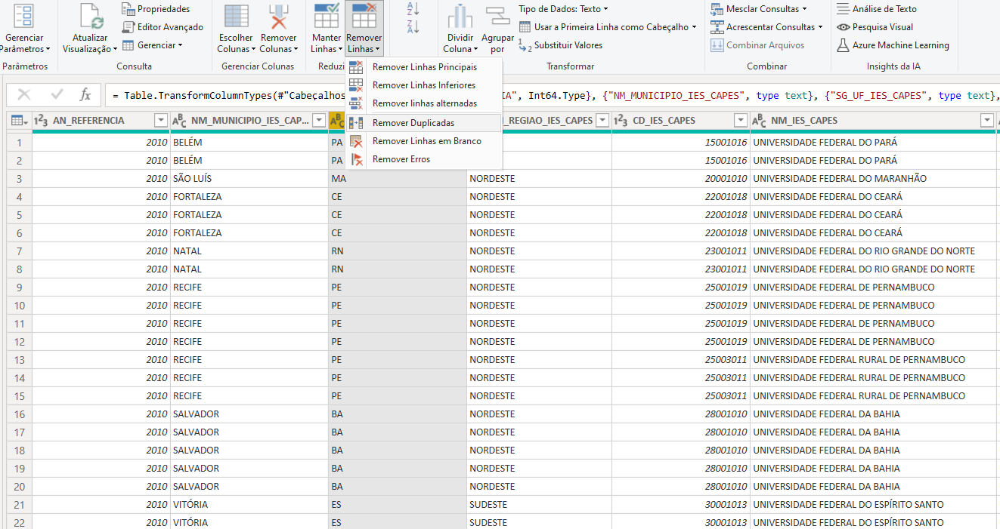 Gerenciar
Parâmetros
Parâmetros
Atualizar
Visualização
Propriedades
Editor Avançado
Gerenciar
Consulta
Escolher
Colunas
Remover
Colunas
Gerenciar Colunas
Manter
Linhas
Remover
Linhas
A
Z
Z
A
Dividir
Coluna
Agrupar
por
Tipo de Dados: Texto
Usar a Primeira Linha como Cabeçalho
1
2 Substituir Valores
Transformar
Mesclar Consultas
Acrescentar Consultas
Combinar Arquivos
Combinar
Análise de Texto
Pesquisa Visual
Azure Machine Learning
Insights da IA
Remover Linhas Principais
Remover Linhas Inferiores
Remover linhas alternadas
Remover Duplicadas
Remover Linhas em Branco
Remover Erros
fx = Table.TransformColumnTypes(#"Cabeçalhos IA", Int64.Type}, {"NM_MUNICIPIO_IES_CAPES", type text}, {"SG_UF_IES_CAPES", type text},
123 AN_REFERENCIA ABC NM_MUNICIPIO_IES_CAP... ABC _REGIAO_IES_CAPES 123 CD_IES_CAPES ABC NM_IES_CAPES
1 2010 BELÉM PA 15001016 UNIVERSIDADE FEDERAL DO PARÁ
2 2010 BELÉM PA 15001016 UNIVERSIDADE FEDERAL DO PARÁ
3 2010 SÃO LUÍS MA NORDESTE 20001010 UNIVERSIDADE FEDERAL DO MARANHÃO
4 2010 FORTALEZA CE NORDESTE 22001018 UNIVERSIDADE FEDERAL DO CEARÁ
5 2010 FORTALEZA CE NORDESTE 22001018 UNIVERSIDADE FEDERAL DO CEARÁ
6 2010 FORTALEZA CE NORDESTE 22001018 UNIVERSIDADE FEDERAL DO CEARÁ
7 2010 NATAL RN NORDESTE 23001011 UNIVERSIDADE FEDERAL DO RIO GRANDE DO NORTE
8 2010 NATAL RN NORDESTE 23001011 UNIVERSIDADE FEDERAL DO RIO GRANDE DO NORTE
9 2010 RECIFE PE NORDESTE 25001019 UNIVERSIDADE FEDERAL DE PERNAMBUCO
10 2010 RECIFE PE NORDESTE 25001019 UNIVERSIDADE FEDERAL DE PERNAMBUCO
11 2010 RECIFE PE NORDESTE 25001019 UNIVERSIDADE FEDERAL DE PERNAMBUCO
12 2010 RECIFE PE NORDESTE 25001019 UNIVERSIDADE FEDERAL DE PERNAMBUCO
13 2010 RECIFE PE NORDESTE 25003011 UNIVERSIDADE FEDERAL RURAL DE PERNAMBUCO
14 2010 RECIFE PE NORDESTE 25003011 UNIVERSIDADE FEDERAL RURAL DE PERNAMBUCO
15 2010 RECIFE PE NORDESTE 25003011 UNIVERSIDADE FEDERAL RURAL DE PERNAMBUCO
16 2010 SALVADOR BA NORDESTE 28001010 UNIVERSIDADE FEDERAL DA BAHIA
17 2010 SALVADOR BA NORDESTE 28001010 UNIVERSIDADE FEDERAL DA BAHIA
18 2010 SALVADOR BA NORDESTE 28001010 UNIVERSIDADE FEDERAL DA BAHIA
19 2010 SALVADOR BA NORDESTE 28001010 UNIVERSIDADE FEDERAL DA BAHIA
20 2010 SALVADOR BA NORDESTE 28001010 UNIVERSIDADE FEDERAL DA BAHIA
21 2010 VITÓRIA ES SUDESTE 30001013 UNIVERSIDADE FEDERAL DO ESPÍRITO SANTO
22 2010 VITÓRIA ES SUDESTE 30001013 UNIVERSIDADE FEDERAL DO ESPÍRITO SANTO